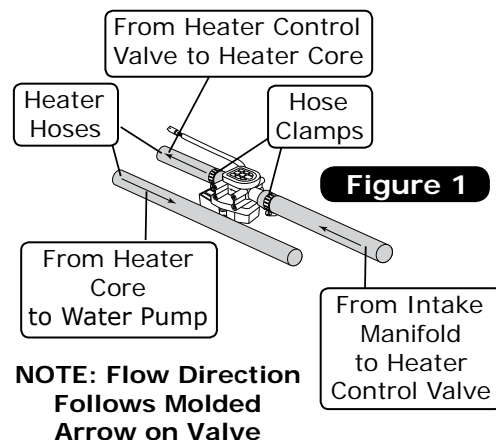 From Heater Control
Valve to Heater Core
Heater
Hoses
Hose
Clamps
Figure 1
From Heater
Core
to Water Pump
From Intake
Manifold
to Heater
Control Valve
NOTE: Flow Direction
Follows Molded
Arrow on Valve